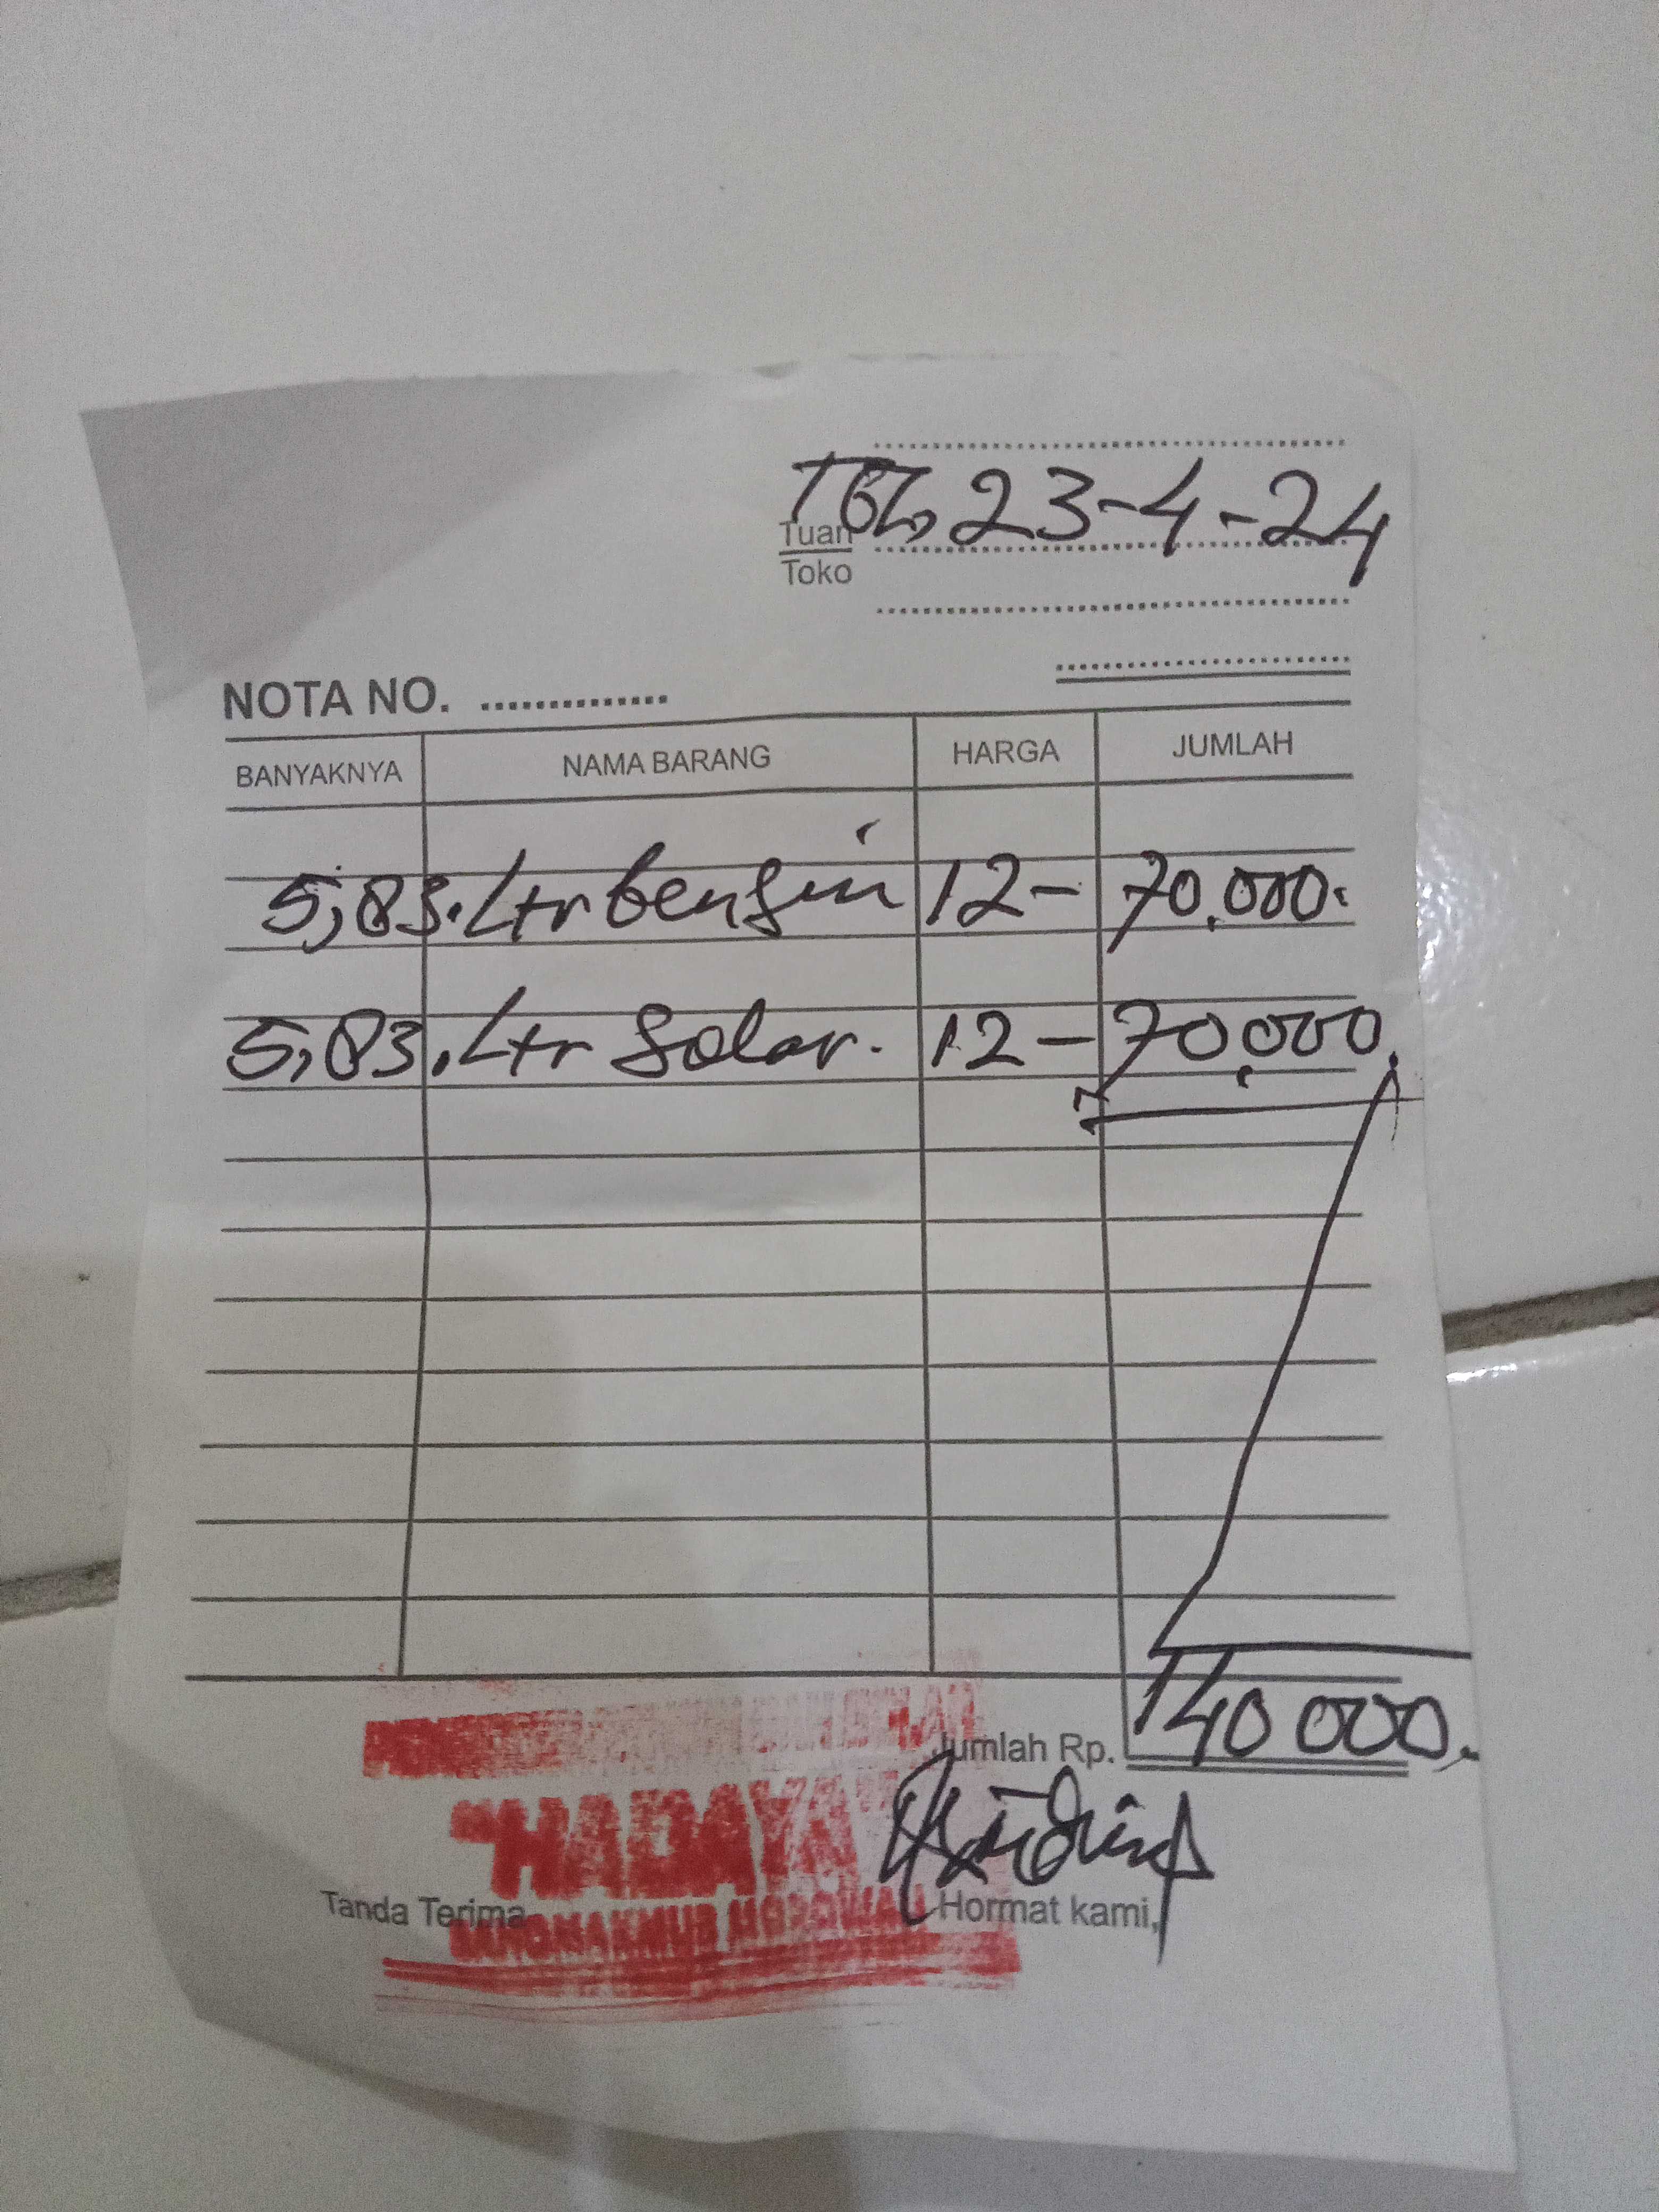 TGL, 23-4-24
Tuan
Toko
NOTA NO. ..............
BANYAKNYA NAMA BARANG HARGA JUMLAH
5,83. Ltr bensin 12- 70.000.
5,83. Ltr Solar. 12- 70,000.
Jumlah Rp. 140 000.
"HADAYA"
Tanda Terima Hormat kami,